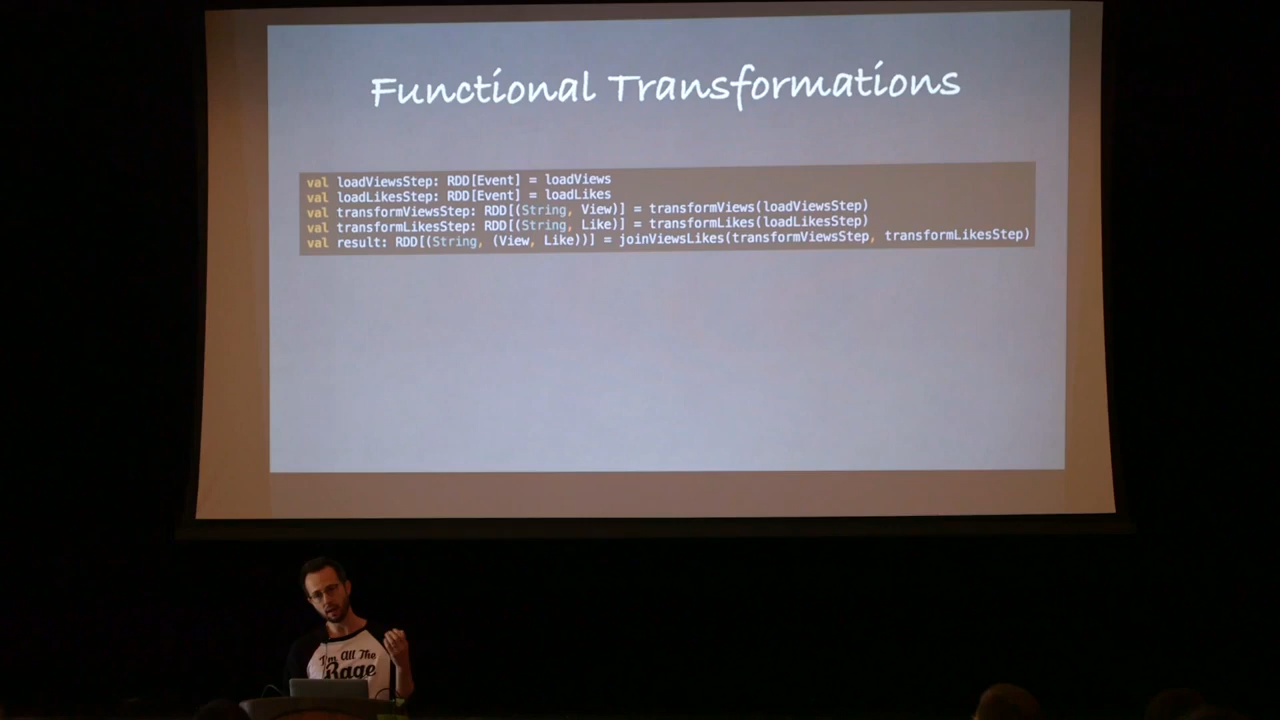 Functional Transformations
val loadViewsStep: RDD[Event] = loadViews
val loadLikesStep: RDD[Event] = loadLikes
val transformViewsStep: RDD[(String, View)] = transformViews(loadViewsStep)
val transformLikesStep: RDD[(String, Like)] = transformLikes(loadLikesStep)
val result: RDD[(String, (View, Like))] = joinViewsLikes(transformViewsStep, transformLikesStep)
I'm All The
Rage